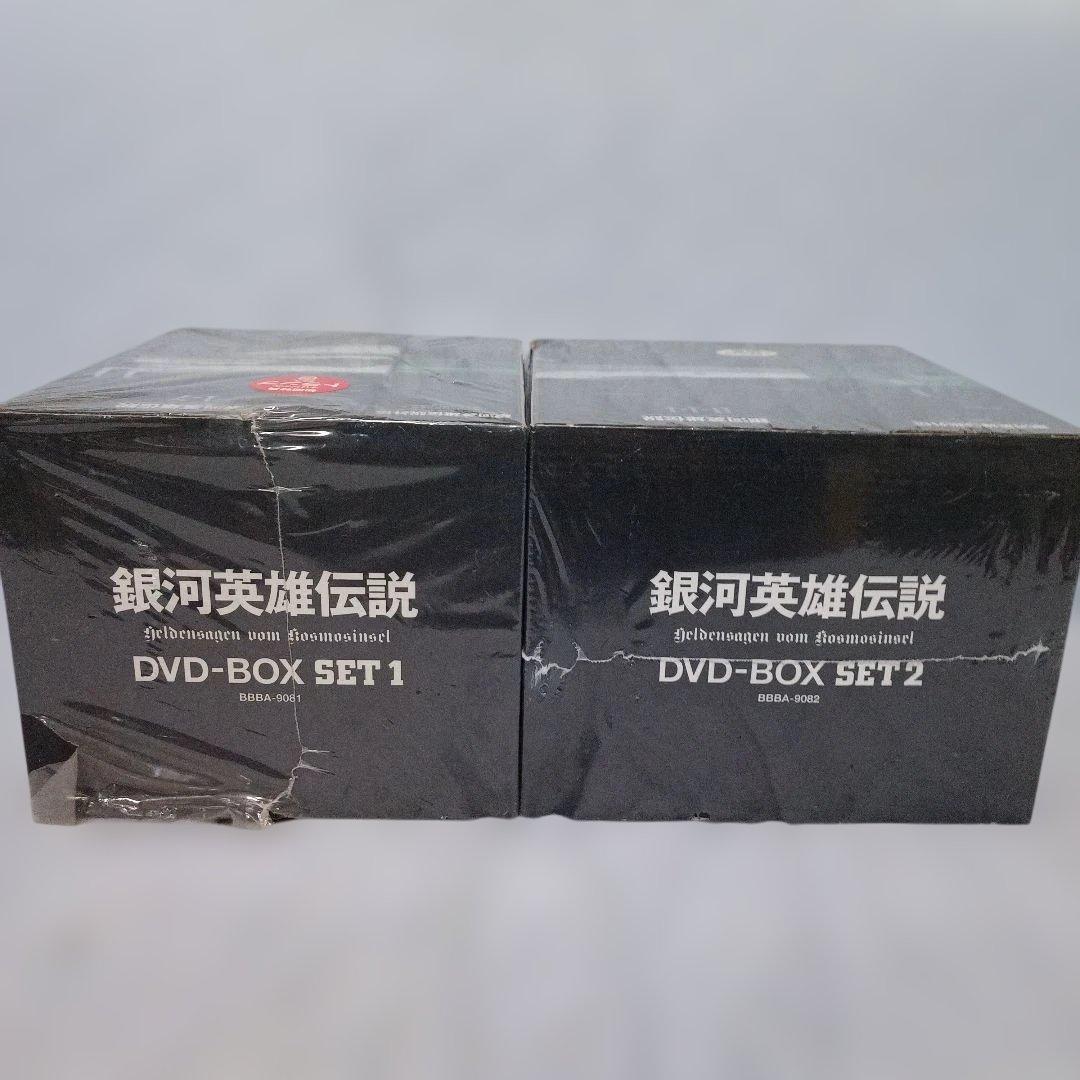 銀河英雄伝説
Heldensagen vom Kosmosinsel
DVD-BOX SET 1
BBBA-9081
銀河英雄伝説
Heldensagen vom Kosmosinsel
DVD-BOX SET 2
BBBA-9082